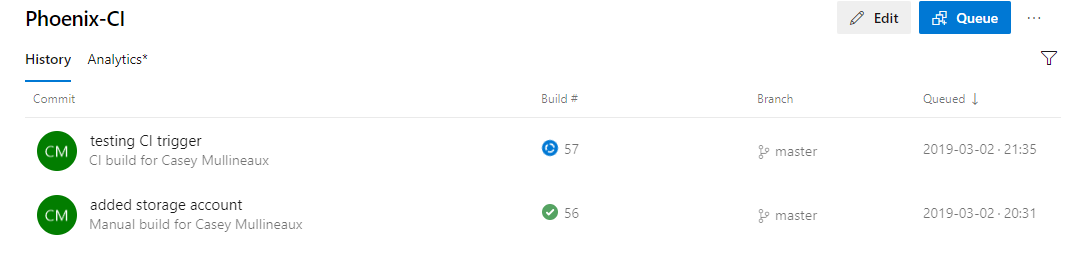 Phoenix-CI
Edit
Queue
...
History
Analytics*
Commit
Build #
Branch
Queued ↓
CM
testing CI trigger
CI build for Casey Mullineaux
57
master
2019-03-02 · 21:35
CM
added storage account
Manual build for Casey Mullineaux
56
master
2019-03-02 · 20:31